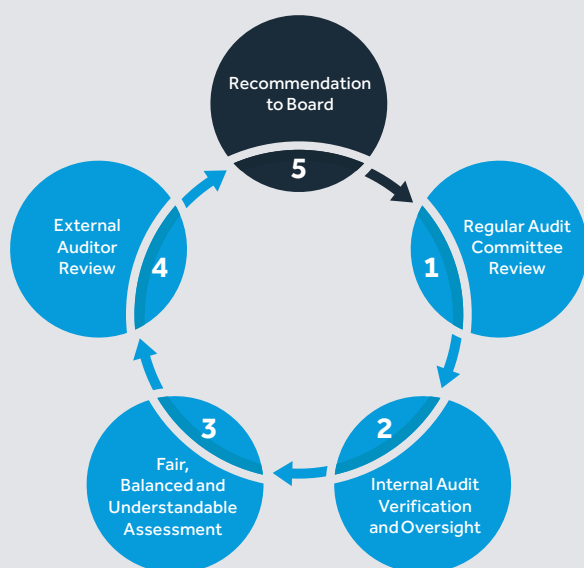 Recommendation
to Board
5
Regular Audit
Committee
Review
1
Internal Audit
Verification
and Oversight
2
Fair,
Balanced and
Understandable
Assessment
3
External
Auditor
Review
4